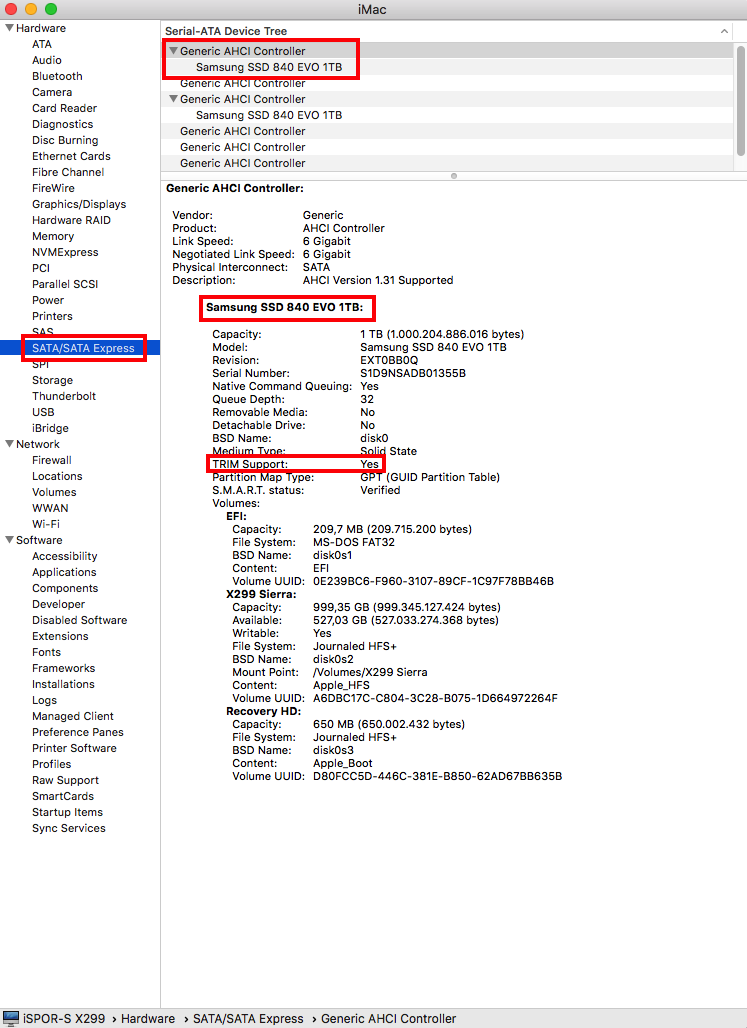 iMac
Hardware
ATA
Audio
Bluetooth
Camera
Card Reader
Diagnostics
Disc Burning
Ethernet Cards
Fibre Channel
FireWire
Graphics/Displays
Hardware RAID
Memory
NVMExpress
PCI
Parallel SCSI
Power
Printers
SAS
SATA/SATA Express
SPI
Storage
Thunderbolt
USB
iBridge
Network
Firewall
Locations
Volumes
WWAN
Wi-Fi
Software
Accessibility
Applications
Components
Developer
Disabled Software
Extensions
Fonts
Frameworks
Installations
Logs
Managed Client
Preference Panes
Printer Software
Profiles
Raw Support
SmartCards
Startup Items
Sync Services
Serial-ATA Device Tree
Generic AHCI Controller
Samsung SSD 840 EVO 1TB
Generic AHCI Controller
Generic AHCI Controller
Samsung SSD 840 EVO 1TB
Generic AHCI Controller
Generic AHCI Controller
Generic AHCI Controller
Generic AHCI Controller:
Vendor: Generic
Product: AHCI Controller
Link Speed: 6 Gigabit
Negotiated Link Speed: 6 Gigabit
Physical Interconnect: SATA
Description: AHCI Version 1.31 Supported
Samsung SSD 840 EVO 1TB:
Capacity: 1 TB (1.000.204.886.016 bytes)
Model: Samsung SSD 840 EVO 1TB
Revision: EXT0BB0Q
Serial Number: S1D9NSADB01355B
Native Command Queuing: Yes
Queue Depth: 32
Removable Media: No
Detachable Drive: No
BSD Name: disk0
Medium Type: Solid State
TRIM Support: Yes
Partition Map Type: GPT (GUID Partition Table)
S.M.A.R.T. status: Verified
Volumes:
EFI:
Capacity: 209,7 MB (209.715.200 bytes)
File System: MS-DOS FAT32
BSD Name: disk0s1
Content: EFI
Volume UUID: 0E239BC6-F960-3107-89CF-1C97F78BB46B
X299 Sierra:
Capacity: 999,35 GB (999.345.127.424 bytes)
Available: 527,03 GB (527.033.274.368 bytes)
Writable: Yes
File System: Journaled HFS+
BSD Name: disk0s2
Mount Point: /Volumes/X299 Sierra
Content: Apple_HFS
Volume UUID: A6DBC17C-C804-3C28-B075-1D664972264F
Recovery HD:
Capacity: 650 MB (650.002.432 bytes)
File System: Journaled HFS+
BSD Name: disk0s3
Content: Apple_Boot
Volume UUID: D80FCC5D-446C-381E-B850-62AD67BB635B
iSPOR-S X299 › Hardware › SATA/SATA Express › Generic AHCI Controller